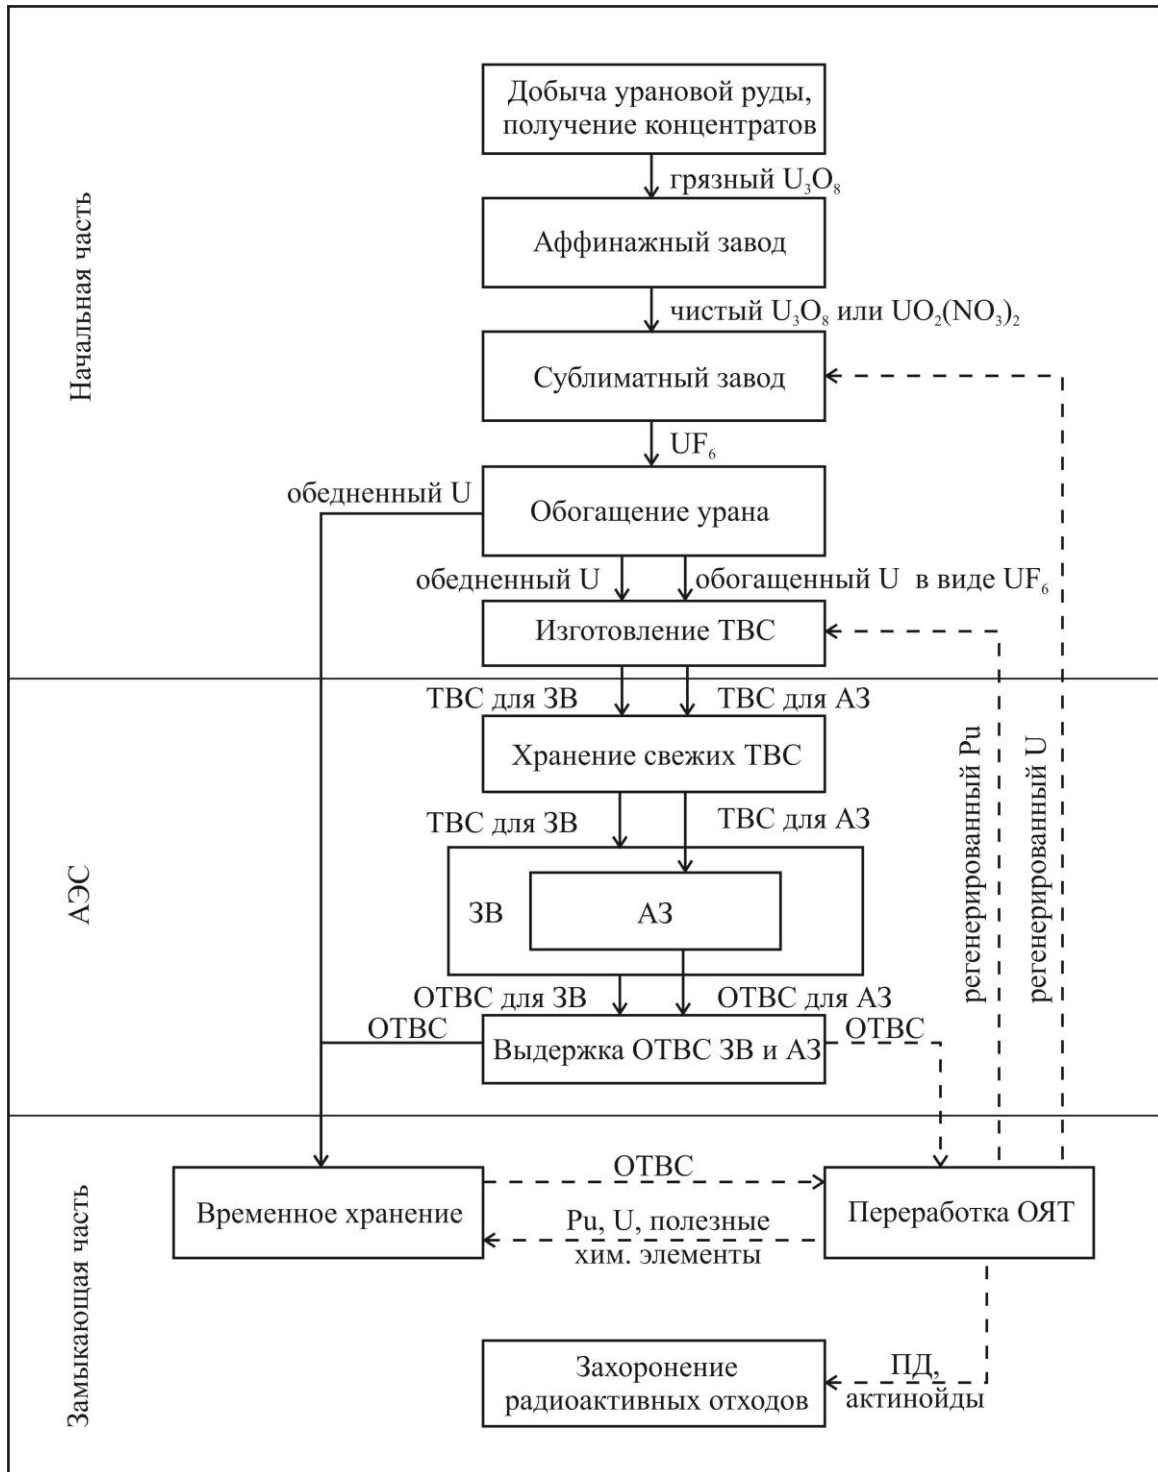 Начальная часть
Добыча урановой руды,
получение концентратов
грязный U₃O₈
Аффинажный завод
чистый U₃O₈ или UO₂(NO₃)₂
Сублиматный завод
UF₆
обедненный U
Обогащение урана
обедненный U
обогащенный U в виде UF₆
Изготовление ТВС
АЭС
ТВС для ЗВ
ТВС для АЗ
Хранение свежих ТВС
ТВС для ЗВ
ТВС для АЗ
ЗВ
АЗ
ОТВС для ЗВ
ОТВС для АЗ
ОТВС
Выдержка ОТВС ЗВ и АЗ
ОТВС
регенерированный Pu
регенерированный U
Замыкающая часть
Временное хранение
ОТВС
Pu, U, полезные
хим. элементы
Переработка ОЯТ
Захоронение
радиоактивных отходов
ПД,
актинойды